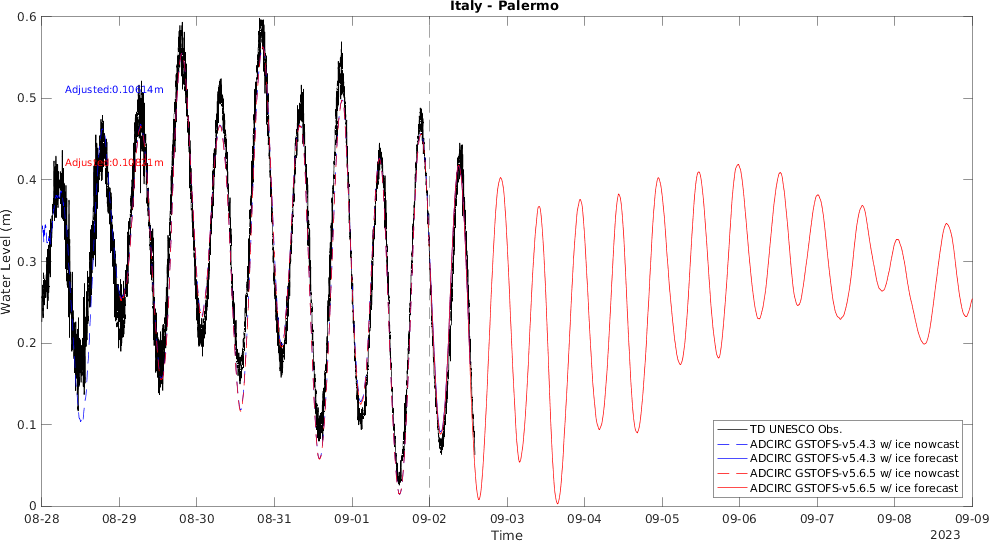 Italy - Palermo
Water Level (m)
0.6
0.5
0.4
0.3
0.2
0.1
0
Adjusted:0.10614m
Adjusted:0.10811m
08-28
08-29
08-30
08-31
09-01
09-02
09-03
09-04
09-05
09-06
09-07
09-08
09-09
Time
2023
TD UNESCO Obs.
ADCIRC GSTOFS-v5.4.3 w/ ice nowcast
ADCIRC GSTOFS-v5.4.3 w/ ice forecast
ADCIRC GSTOFS-v5.6.5 w/ ice nowcast
ADCIRC GSTOFS-v5.6.5 w/ ice forecast